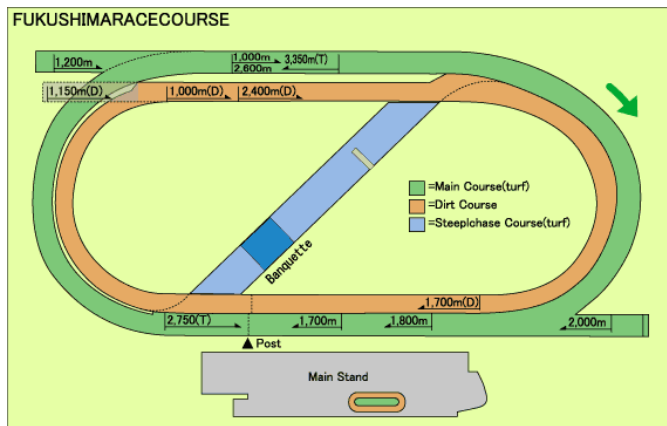 FUKUSHIMARACECOURSE
1,200m
1,000m
3,350m(T)
2,600m
1,150m(D)
1,000m(D)
2,400m(D)
=Main Course(turf)
=Dirt Course
=Steeplchase Course(turf)
Banquette
1,700m(D)
2,750(T)
1,700m
1,800m
2,000m
Post
Main Stand